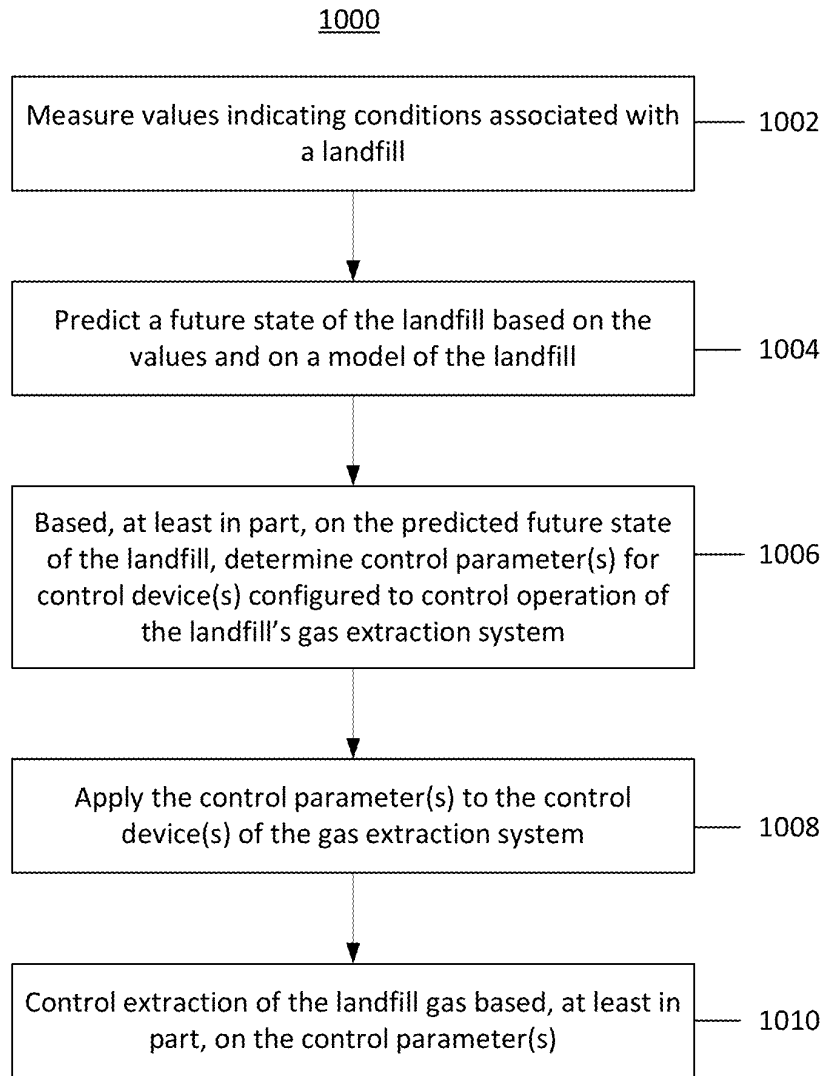 1000
Measure values indicating conditions associated with
a landfill
1002
Predict a future state of the landfill based on the
values and on a model of the landfill
1004
Based, at least in part, on the predicted future state
of the landfill, determine control parameter(s) for
control device(s) configured to control operation of
the landfill's gas extraction system
1006
Apply the control parameter(s) to the control
device(s) of the gas extraction system
1008
Control extraction of the landfill gas based, at least in
part, on the control parameter(s)
1010